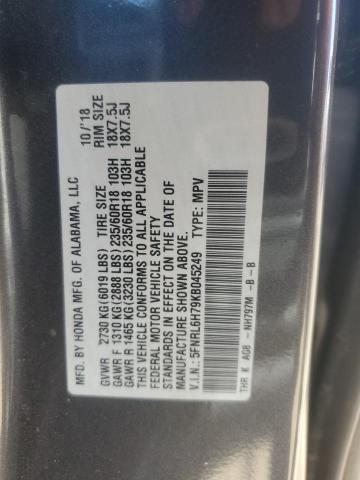 MFD. BY HONDA MFG. OF ALABAMA, LLC 10/'18
TIRE SIZE RIM SIZE
GVWR 2730 KG(6019 LBS)
GAWR F 1310 KG(2888 LBS)235/60R18 103H 18X7.5J
GAWR R 1465 KG(3230 LBS)235/60R18 103H 18X7.5J
THIS VEHICLE CONFORMS TO ALL APPLICABLE
FEDERAL MOTOR VEHICLE SAFETY
STANDARDS IN EFFECT ON THE DATE OF
MANUFACTURE SHOWN ABOVE.
V.I.N.:5FNRL6H79KB045249 TYPE: MPV
THR K AG8 -NH797M -B -B